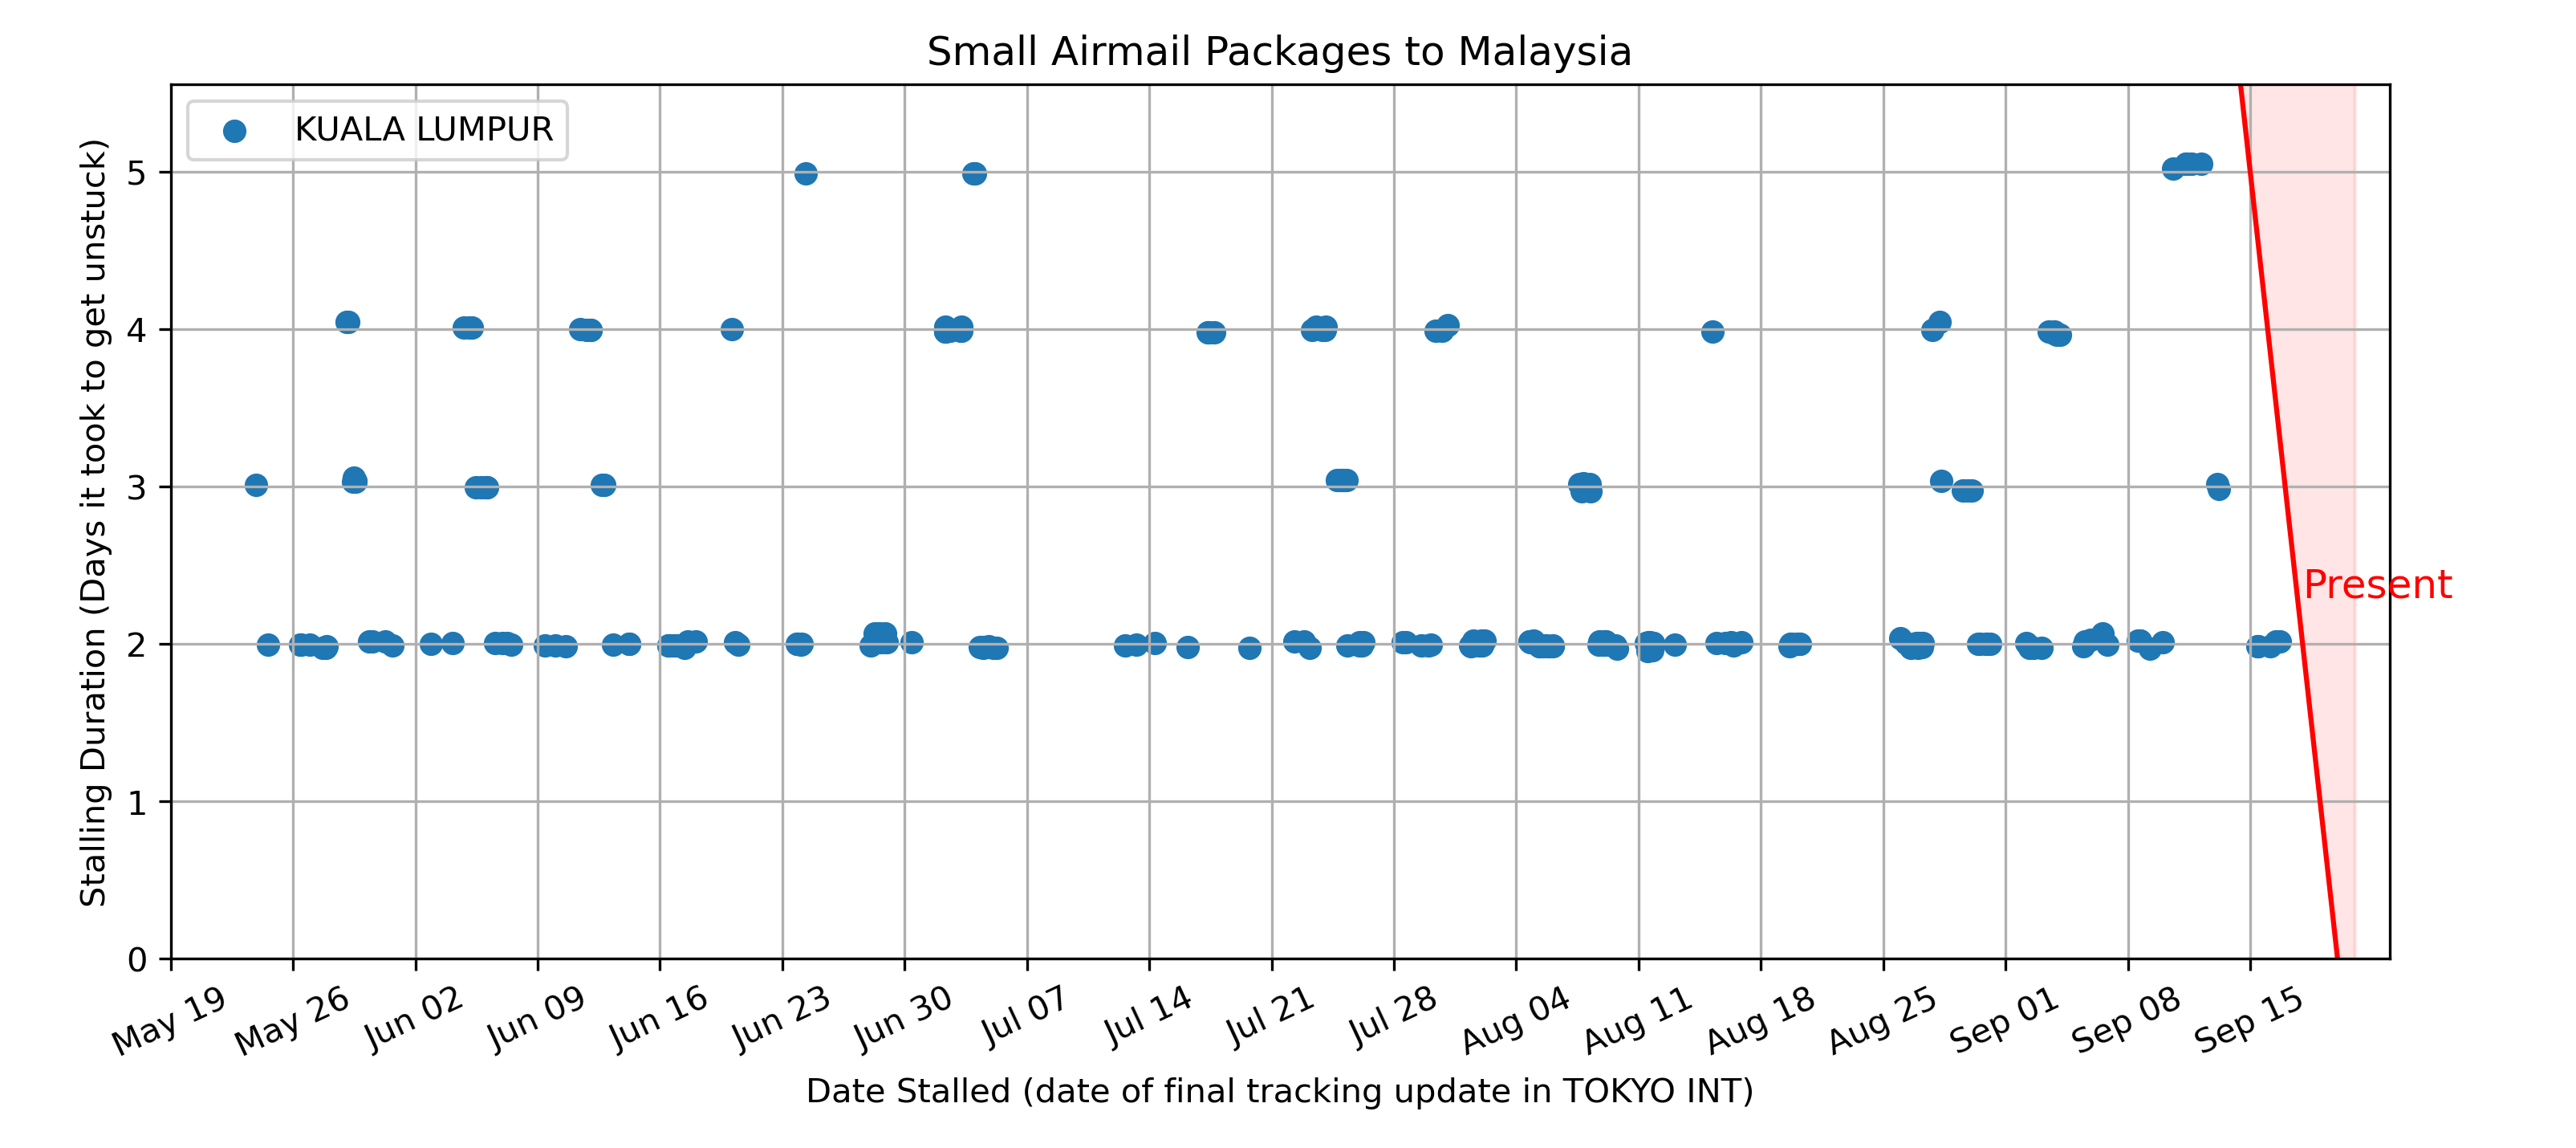 Small Airmail Packages to Malaysia
KUALA LUMPUR
Stalling Duration (Days it took to get unstuck)
5
4
3
2
1
0
Present
May 19
May 26
Jun 02
Jun 09
Jun 16
Jun 23
Jun 30
Jul 07
Jul 14
Jul 21
Jul 28
Aug 04
Aug 11
Aug 18
Aug 25
Sep 01
Sep 08
Sep 15
Date Stalled (date of final tracking update in TOKYO INT)